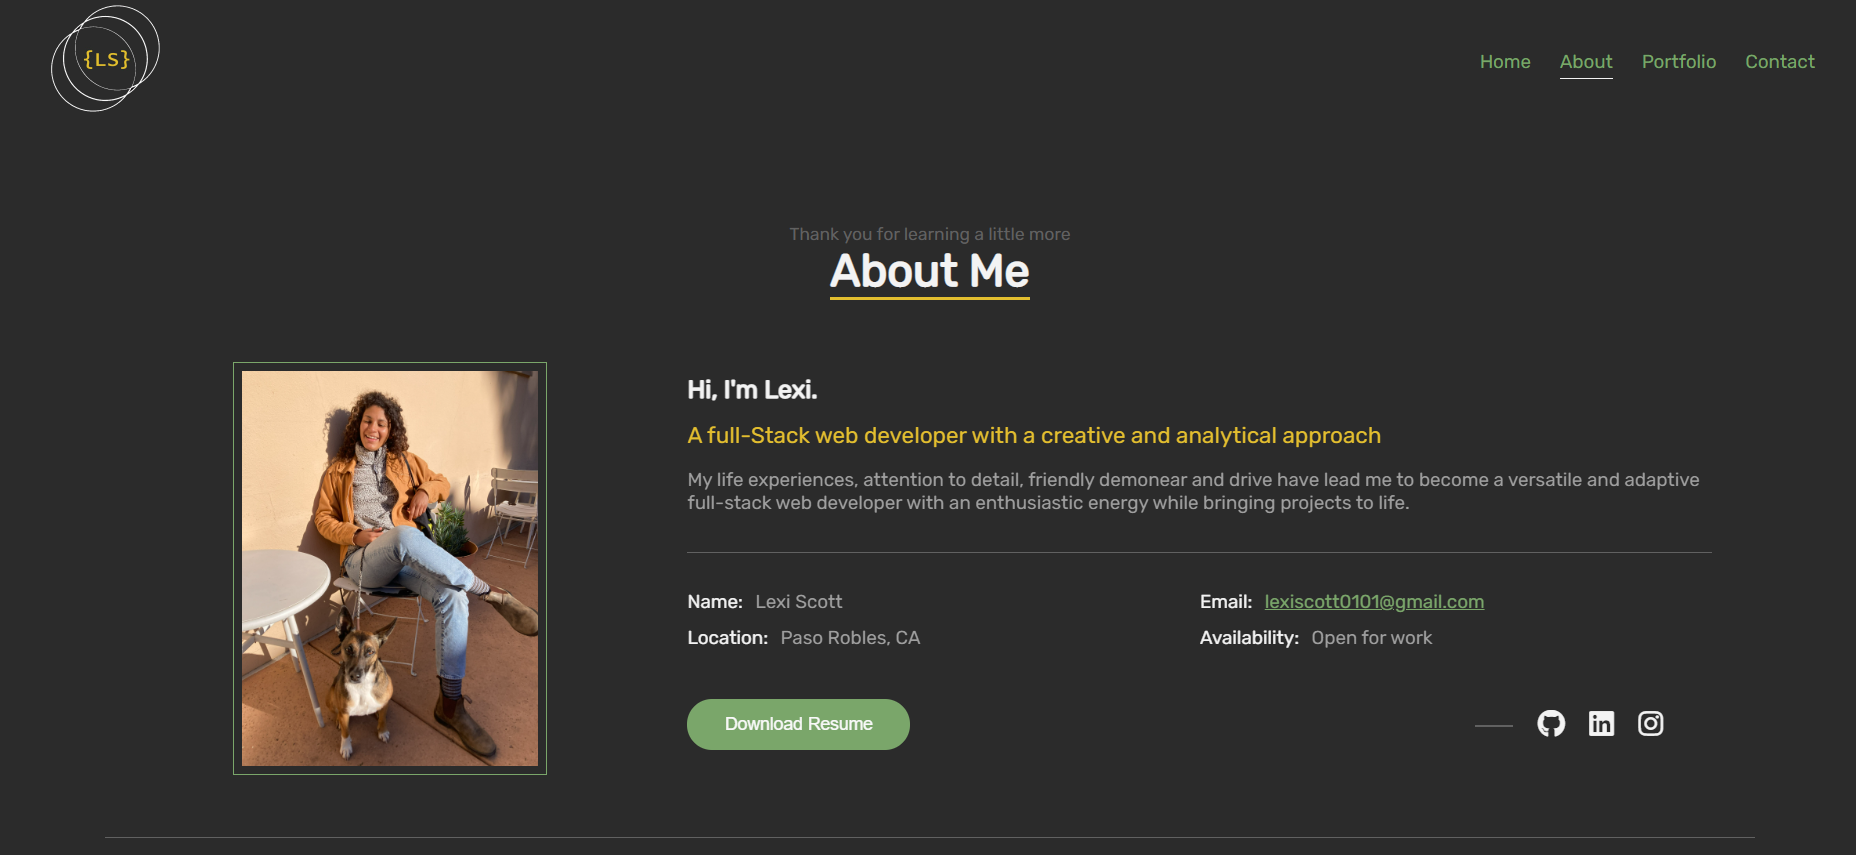 {LS}
Home About Portfolio Contact
Thank you for learning a little more
About Me
Hi, I'm Lexi.
A full-Stack web developer with a creative and analytical approach
My life experiences, attention to detail, friendly demonear and drive have lead me to become a versatile and adaptive
full-stack web developer with an enthusiastic energy while bringing projects to life.
Name: Lexi Scott
Email: lexiscott0101@gmail.com
Location: Paso Robles, CA
Availability: Open for work
Download Resume
in